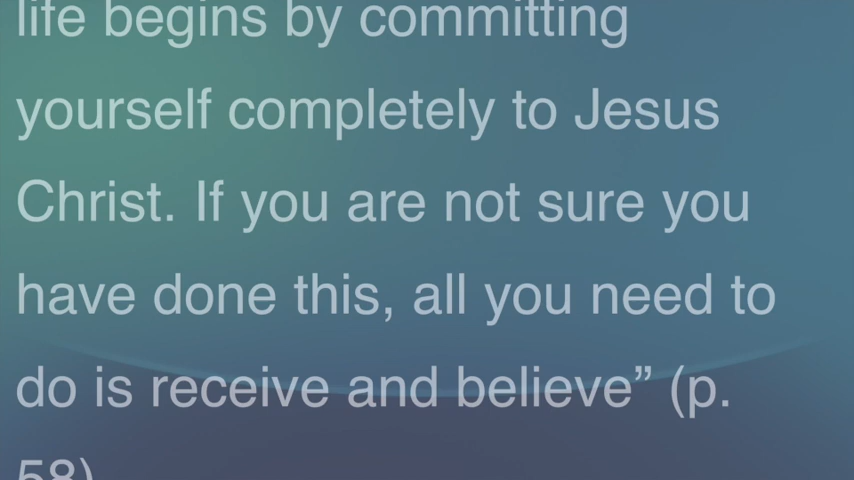 life begins by committing
yourself completely to Jesus
Christ. If you are not sure you
have done this, all you need to
do is receive and believe” (p.
58)